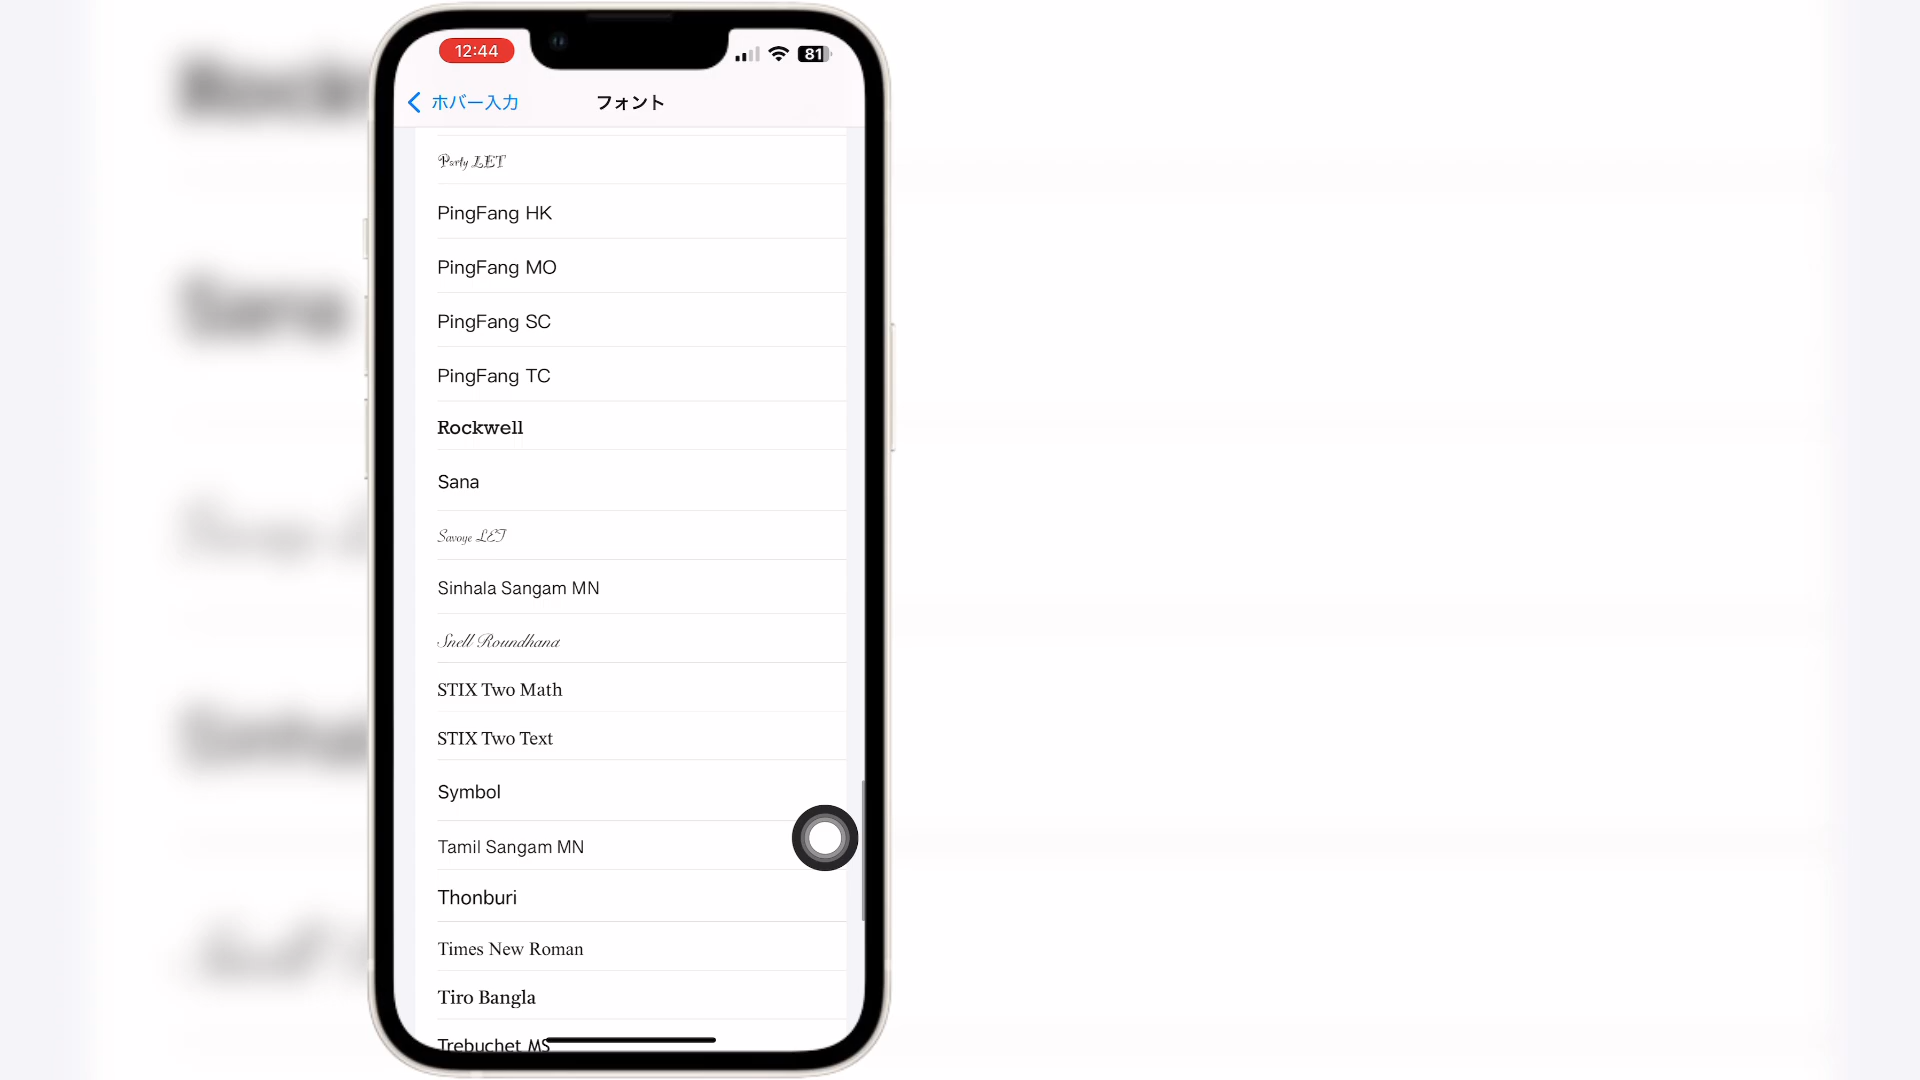 12:44
81
ホバー入力
フォント
Party LET
PingFang HK
PingFang MO
PingFang SC
PingFang TC
Rockwell
Sana
Savoye LET
Sinhala Sangam MN
Snell Roundhand
STIX Two Math
STIX Two Text
Symbol
Tamil Sangam MN
Thonburi
Times New Roman
Tiro Bangla
Trebuchet MS
Sana